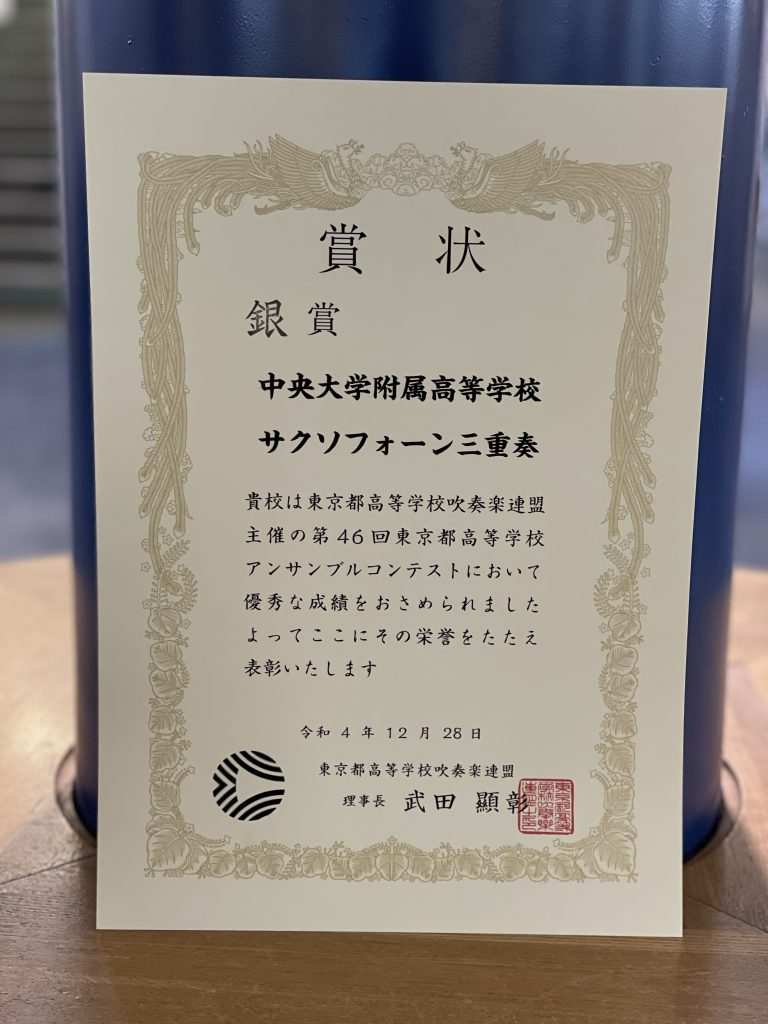 賞状
銀賞
中央大学附属高等学校
サクソフォーン三重奏
貴校は東京都高等学校吹奏楽連盟
主催の第46回東京都高等学校
アンサンブルコンテストにおいて
優秀な成績をおさめられました
よってここにその栄誉をたたえ
表彰いたします
令和4年12月28日
東京都高等学校吹奏楽連盟
理事長 武田 顯彰